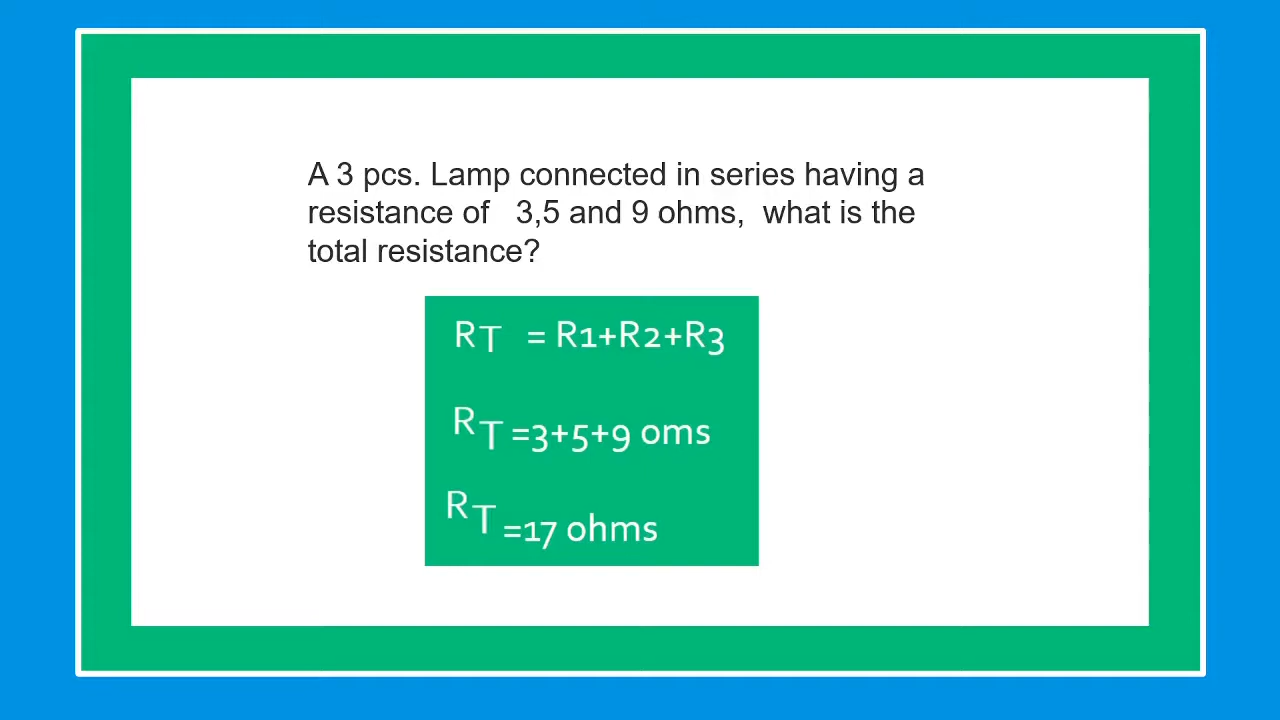 A 3 pcs. Lamp connected in series having a
resistance of   3,5 and 9 ohms,  what is the
total resistance?
RT = R1+R2+R3
RT =3+5+9 oms
RT =17 ohms